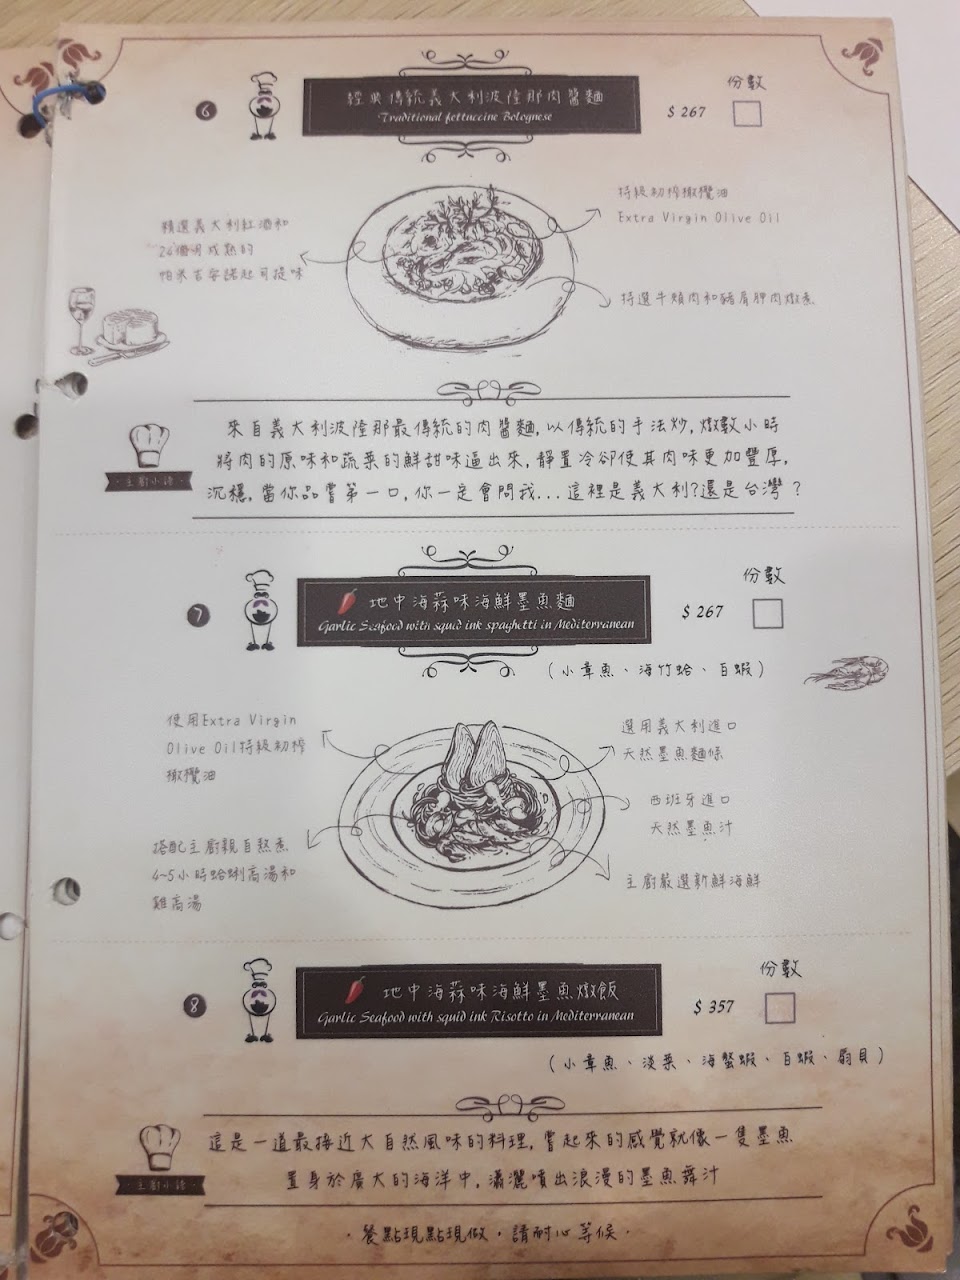 6
經典傳統義大利波隆那肉醬麵
Traditional fettuccine Bolognese
$ 267
份數
特級初榨橄欖油
Extra Virgin Olive Oil
精選義大利紅酒和
24個月成熟的
帕米吉安諾起司提味
特選牛頰肉和豬肩胛肉燉煮
來自義大利波隆那最傳統的肉醬麵,以傳統的手法炒,燉數小時
將肉的原味和蔬菜的鮮甜味逼出來,靜置冷卻使其肉味更加豐厚,
沉穩,當你品嘗第一口,你一定會問我...這裡是義大利?還是台灣?
·主廚小語·
7
地中海蒜味海鮮墨魚麵
Garlic Seafood with squid ink spaghetti in Mediterranean
$ 267
份數
(小章魚、海竹蛤、白蝦)
使用Extra Virgin
Olive Oil特級初榨
橄欖油
選用義大利進口
天然墨魚麵條
西班牙進口
天然墨魚汁
搭配主廚親自熬煮
4~5小時蛤蜊高湯和
雞高湯
主廚嚴選新鮮海鮮
8
地中海蒜味海鮮墨魚燉飯
Garlic Seafood with squid ink Risotto in Mediterranean
$ 357
份數
(小章魚、淡菜、海螯蝦、白蝦、扇貝)
這是一道最接近大自然風味的料理,嘗起來的感覺就像一隻墨魚
置身於廣大的海洋中,瀟灑噴出浪漫的墨魚舞汁
·主廚小語·
·餐點現點現做,請耐心等候·